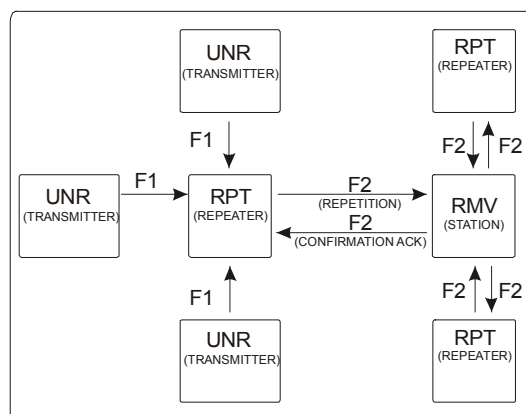 UNR
(TRANSMITTER)
RPT
(REPEATER)
F1
F2
F2
UNR
(TRANSMITTER)
F1
RPT
(REPEATER)
F2
(REPETITION)
F2
(CONFIRMATION ACK)
RMV
(STATION)
F1
F2
F2
UNR
(TRANSMITTER)
RPT
(REPEATER)